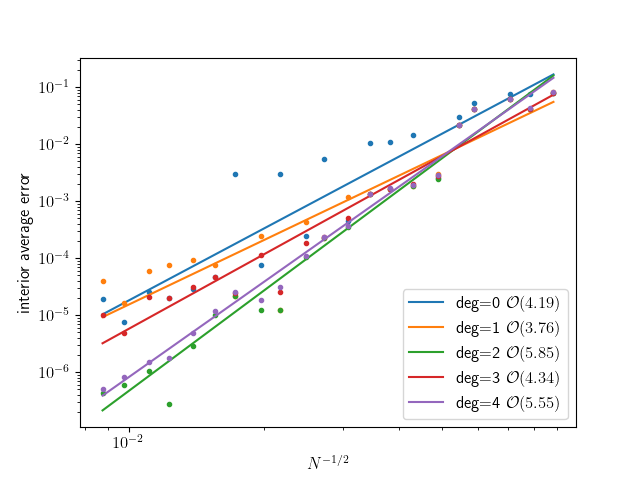 10⁻¹
10⁻²
10⁻³
10⁻⁴
10⁻⁵
10⁻⁶
interior average error
deg=0 𝒪(4.19)
deg=1 𝒪(3.76)
deg=2 𝒪(5.85)
deg=3 𝒪(4.34)
deg=4 𝒪(5.55)
10⁻²
N⁻¹/²